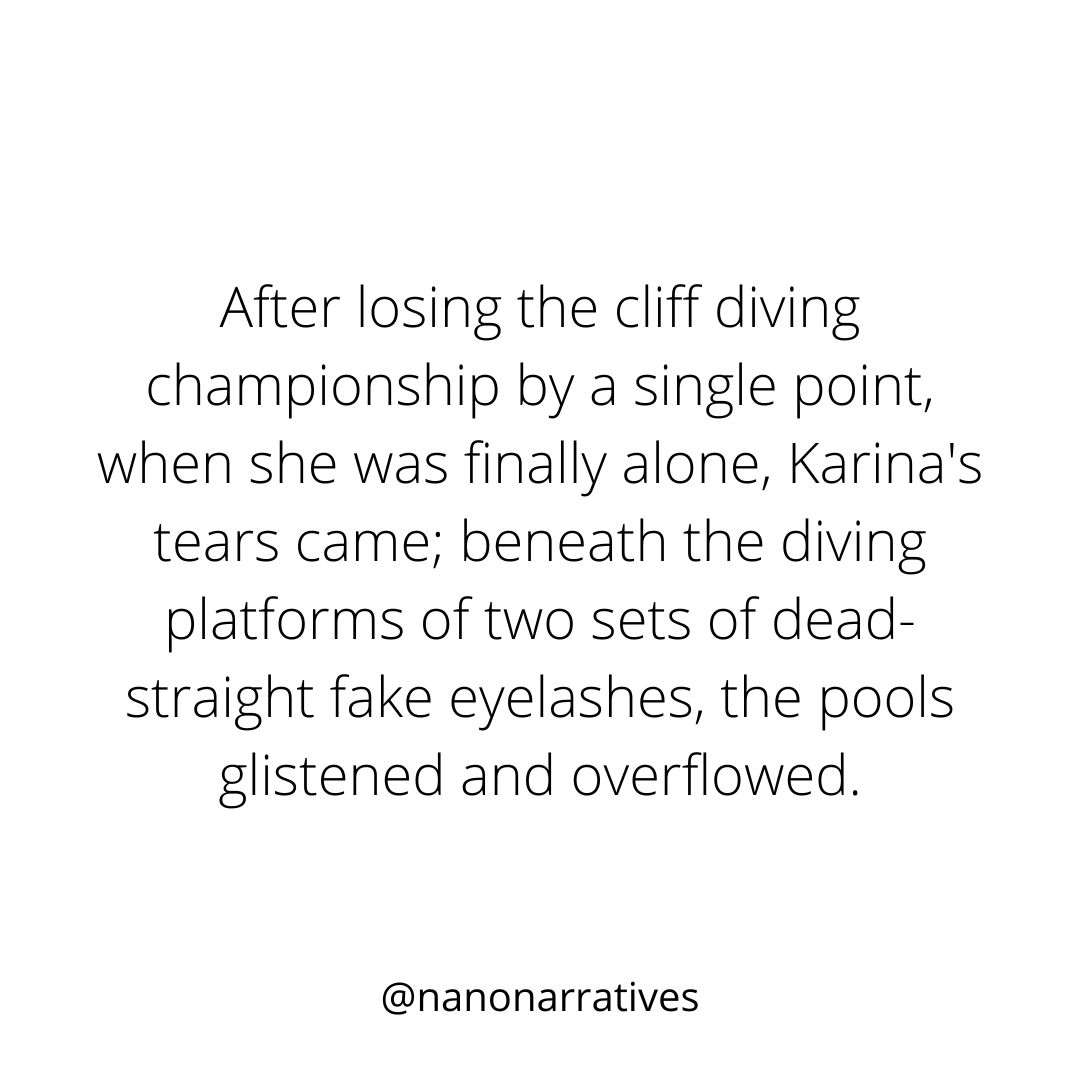 After losing the cliff diving
championship by a single point,
when she was finally alone, Karina's
tears came; beneath the diving
platforms of two sets of dead-
straight fake eyelashes, the pools
glistened and overflowed.
@nanonarratives